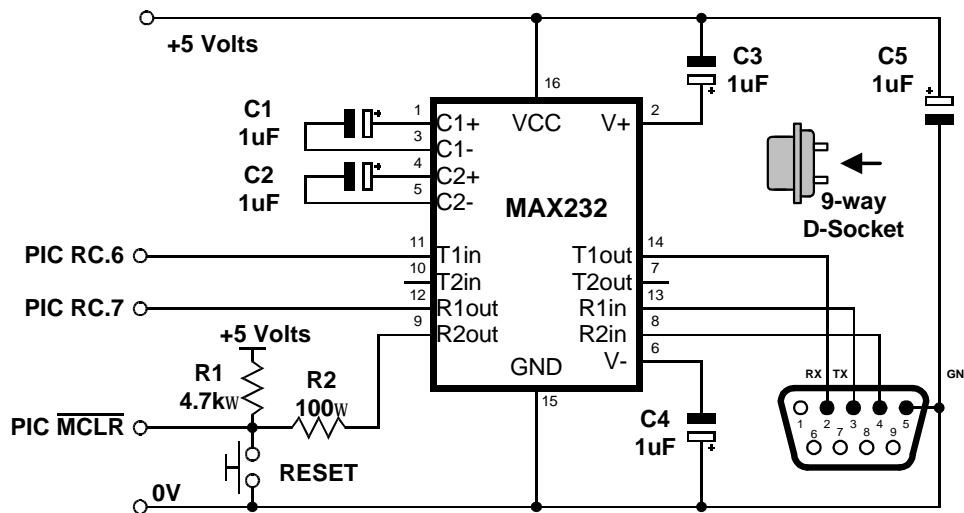 +5 Volts
C3
1uF
+
C5
1uF
+
16
C1
1uF
+
1
3
C1+
C1-
VCC
V+
2
C2
1uF
+
4
5
C2+
C2-
MAX232
9-way
D-Socket
PIC RC.6
11
T1in
T1out
14
10
T2in
T2out
7
PIC RC.7
12
R1out
R1in
13
9
R2out
R2in
8
+5 Volts
V-
6
GND
15
R1
4.7kW
R2
100W
RX
TX
GN
PIC MCLR
C4
1uF
+
1
2
3
4
5
6
7
8
9
RESET
0V